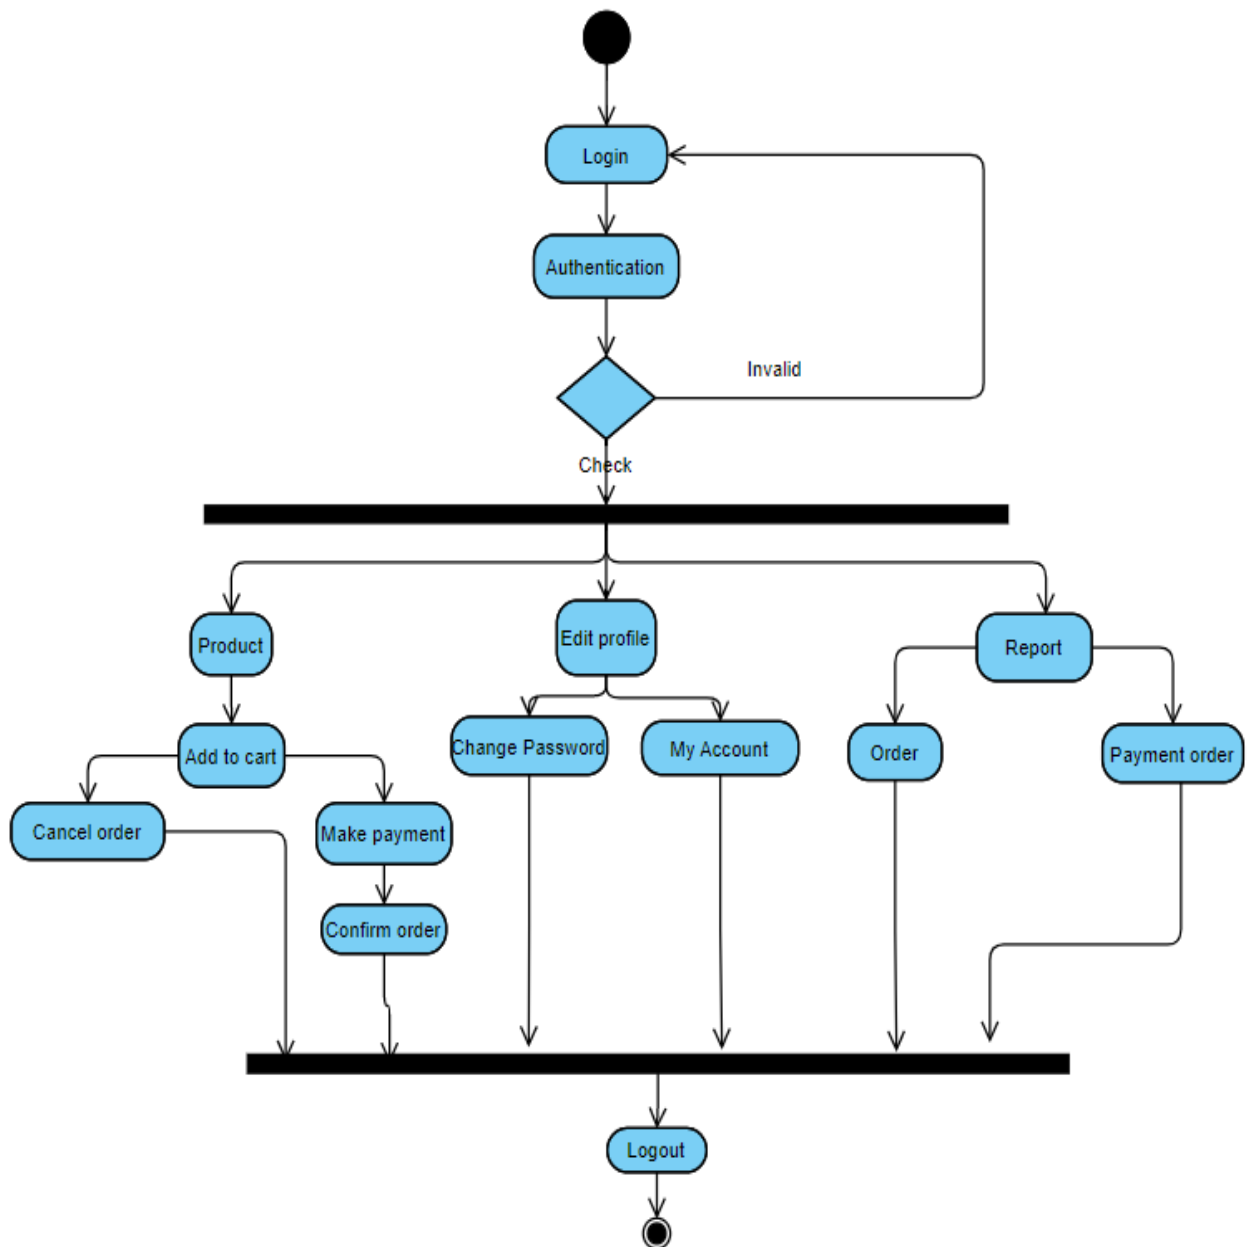 Login
Authentication
Invalid
Check
Product
Edit profile
Report
Add to cart
Change Password
My Account
Order
Payment order
Cancel order
Make payment
Confirm order
Logout